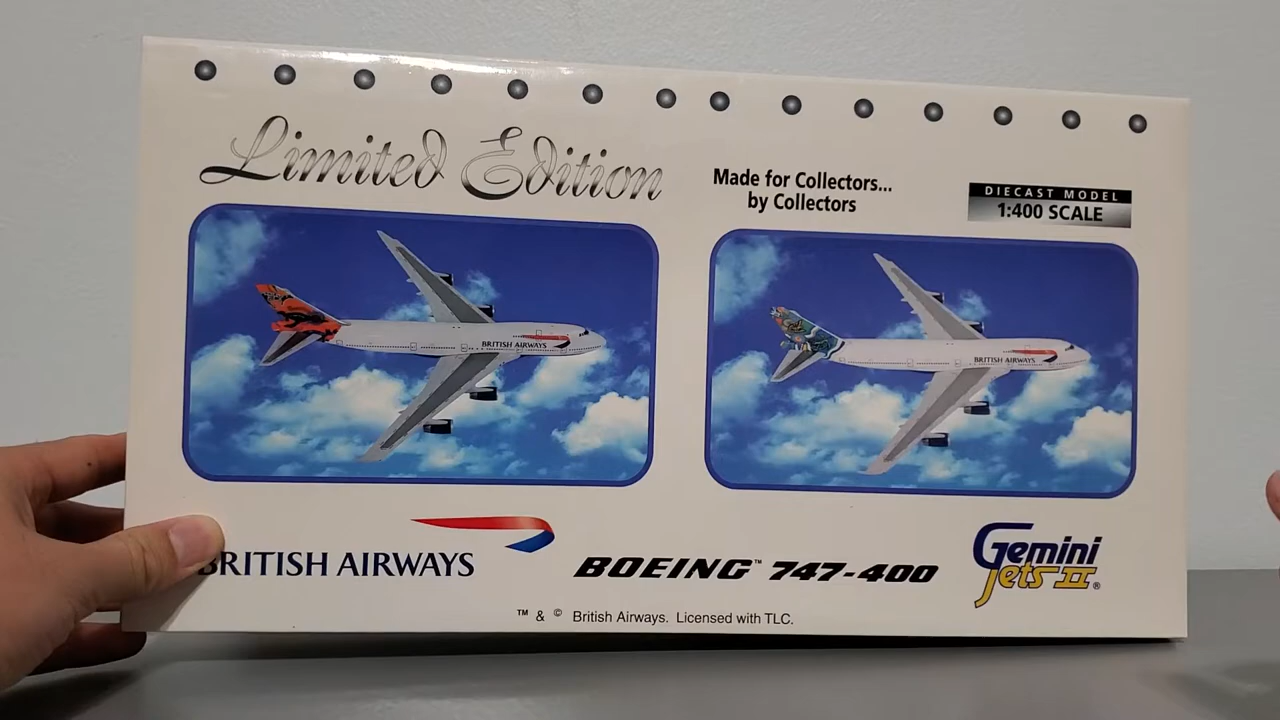 Limited Edition
Made for Collectors...
by Collectors
DIECAST MODEL
1:400 SCALE
BRITISH AIRWAYS
BRITISH AIRWAYS
BRITISH AIRWAYS
BOEING™ 747-400
Gemini
Jets II®
™ & © British Airways. Licensed with TLC.